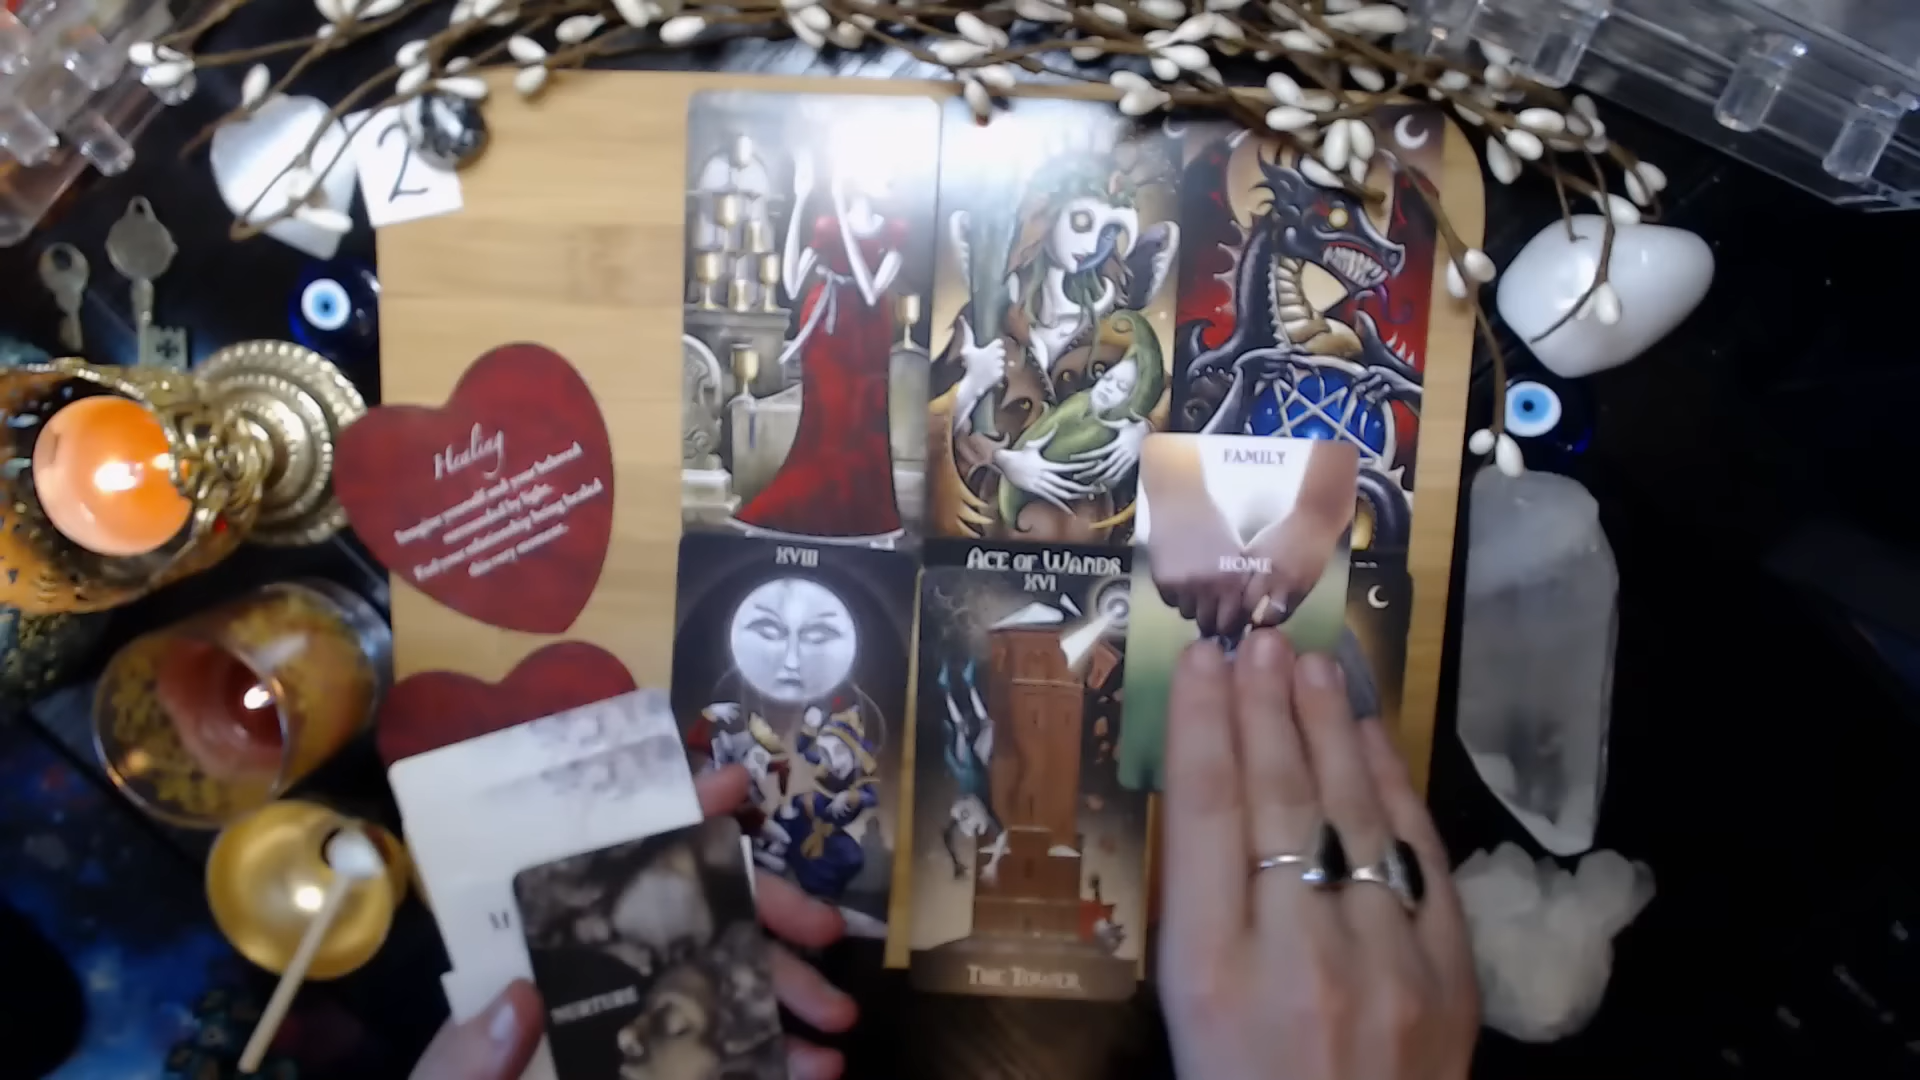 2
Healing
Imagine yourself and your beloved
surrounded by light.
Feel your relationship being healed
this very moment.
ACE OF WANDS
FAMILY
HOME
XVIII
XVI
THE TOWER
NURTURE